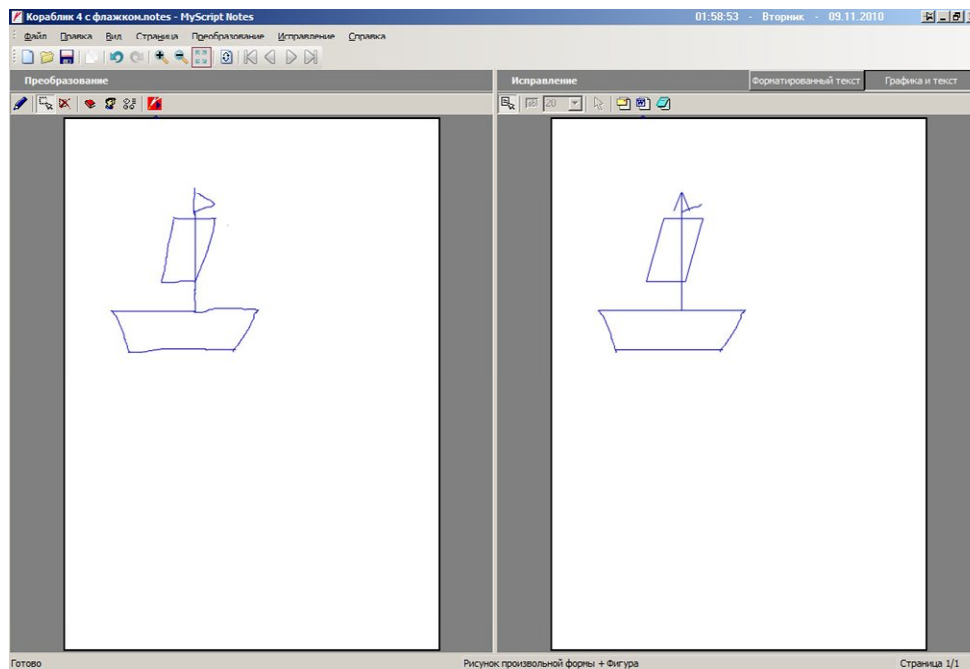 Кораблик 4 с флажком.notes - MyScript Notes 01:58:53 - Вторник - 09.11.2010
Файл Правка Вид Страница Преобразование Исправление Справка
Преобразование
Исправление Форматированный текст Графика и текст
20
Готово Рисунок произвольной формы + Фигура Страница 1/1